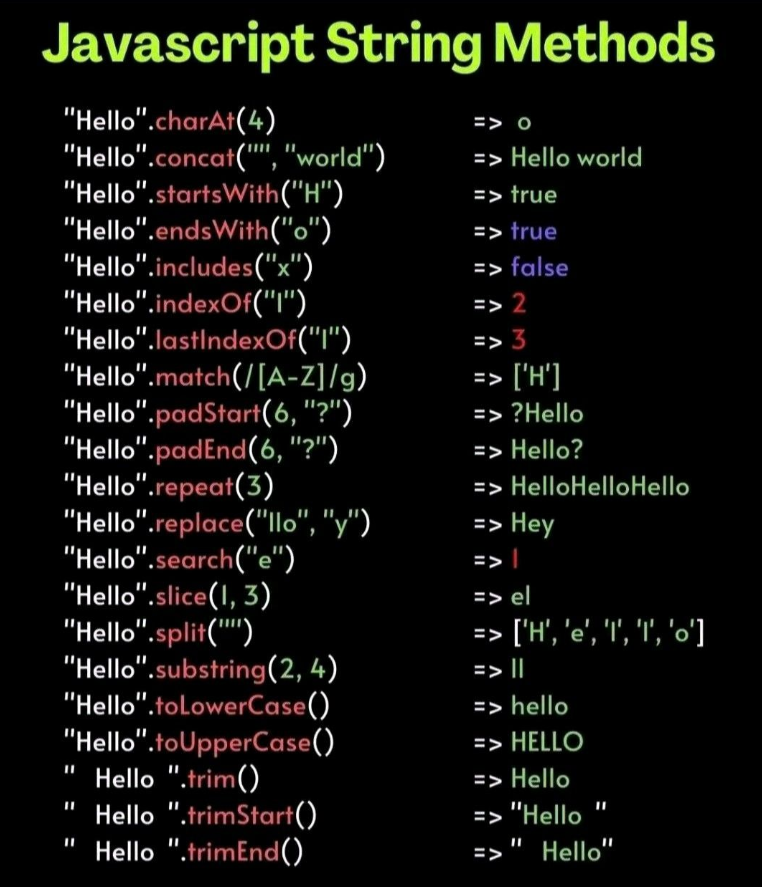 Javascript String Methods
"Hello".charAt(4) => o
"Hello".concat("", "world") => Hello world
"Hello".startsWith("H") => true
"Hello".endsWith("o") => true
"Hello".includes("x") => false
"Hello".indexOf("l") => 2
"Hello".lastIndexOf("l") => 3
"Hello".match(/[A-Z]/g) => ['H']
"Hello".padStart(6, "?") => ?Hello
"Hello".padEnd(6, "?") => Hello?
"Hello".repeat(3) => HelloHelloHello
"Hello".replace("llo", "y") => Hey
"Hello".search("e") => 1
"Hello".slice(1, 3) => el
"Hello".split("") => ['H', 'e', 'l', 'l', 'o']
"Hello".substring(2, 4) => ll
"Hello".toLowerCase() => hello
"Hello".toUpperCase() => HELLO
"  Hello  ".trim() => Hello
"  Hello  ".trimStart() => "Hello  "
"  Hello  ".trimEnd() => "  Hello"